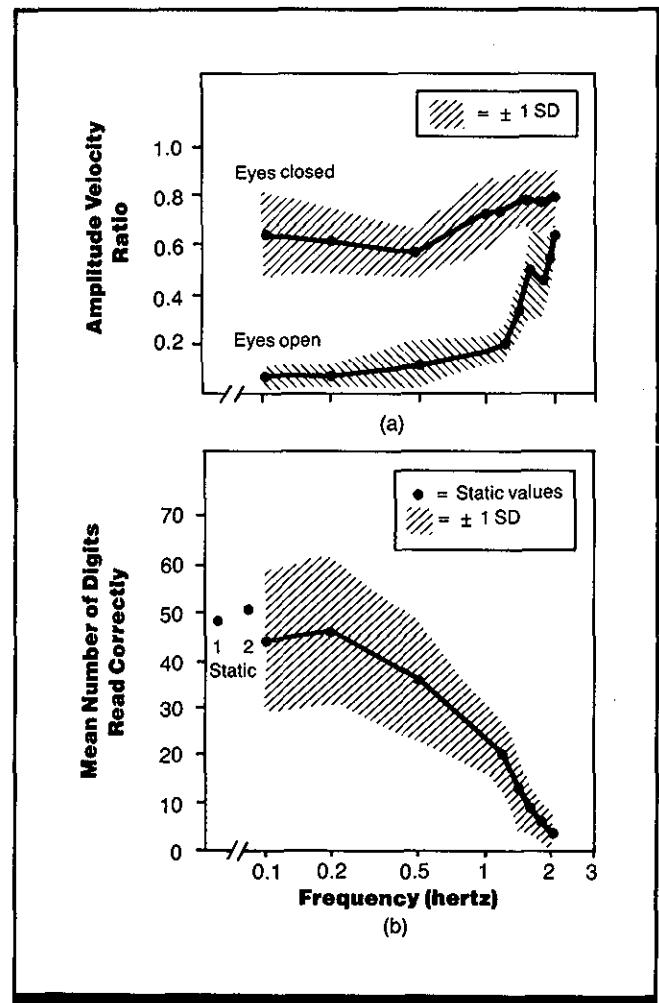 = ± 1 SD
1.0
Eyes closed
0.8
0.6
0.4
Eyes open
0.2
Amplitude Velocity
Ratio
(a)
• = Static values
= ± 1 SD
70
60
50
1 2
Static
40
30
20
10
0
Mean Number of Digits
Read Correctly
0.1 0.2 0.5 1 2 3
Frequency (hertz)
(b)